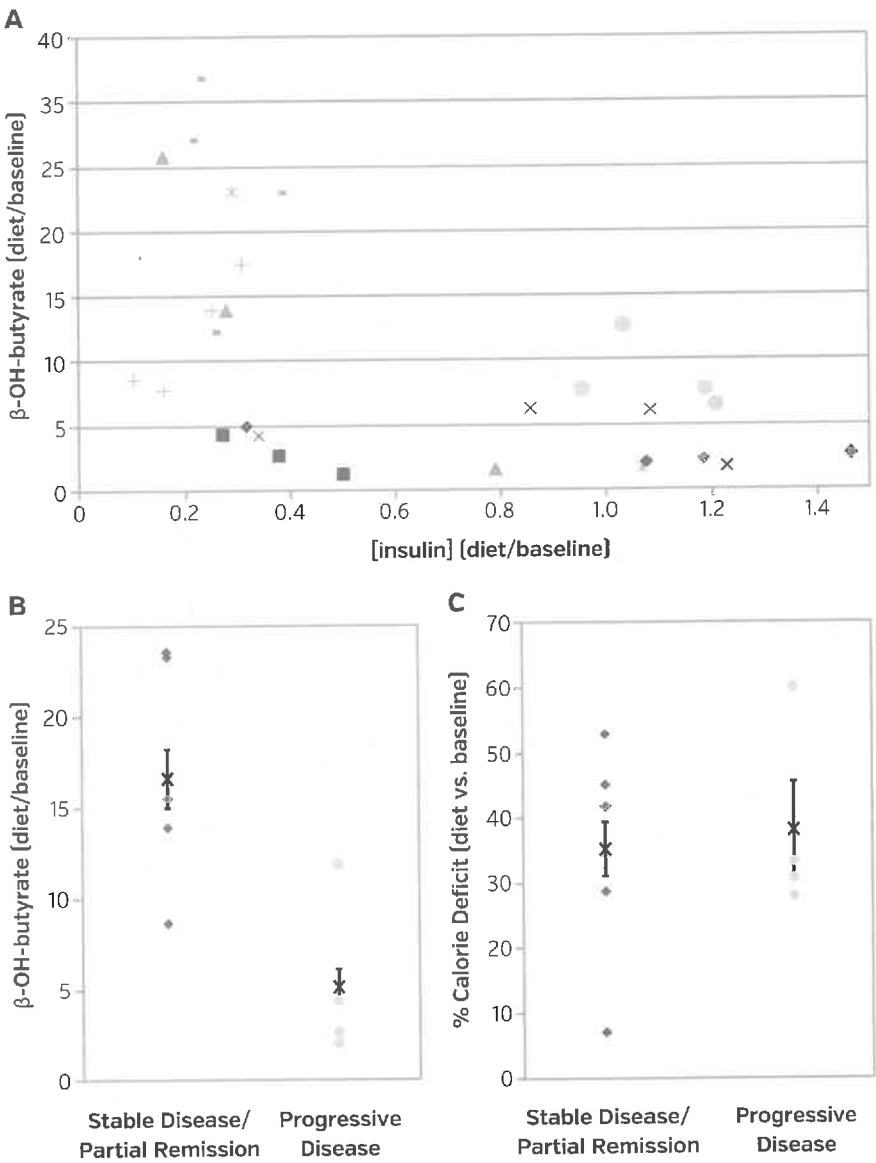 A
40
35
30
25
20
15
10
5
0
β-OH-butyrate (diet/baseline)
0 0.2 0.4 0.6 0.8 1.0 1.2 1.4
[insulin] (diet/baseline)
B
25
20
15
10
5
0
β-OH-butyrate (diet/baseline)
Stable Disease/ Progressive
Partial Remission Disease
C
70
60
50
40
30
20
10
0
% Calorie Deficit (diet vs. baseline)
Stable Disease/ Progressive
Partial Remission Disease